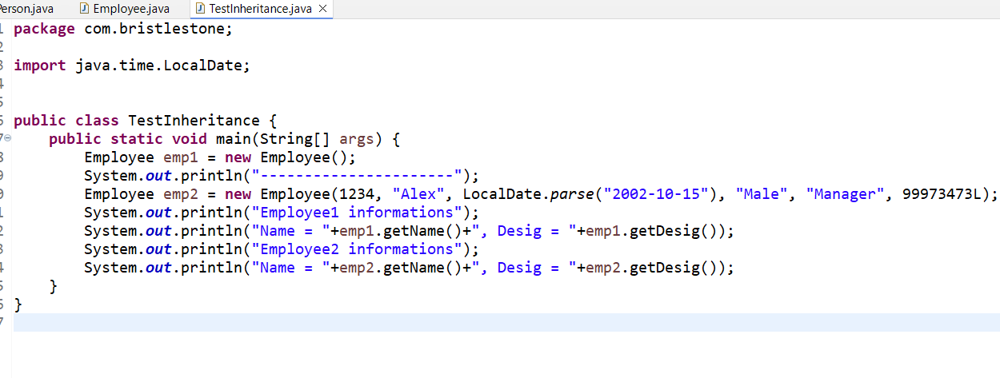 Person.java Employee.java TestInheritance.java
package com.bristlestone;
import java.time.LocalDate;
public class TestInheritance {
public static void main(String[] args) {
Employee emp1 = new Employee();
System.out.println("----------------------");
Employee emp2 = new Employee(1234, "Alex", LocalDate.parse("2002-10-15"), "Male", "Manager", 99973473L);
System.out.println("Employee1 informations");
System.out.println("Name = "+emp1.getName()+", Desig = "+emp1.getDesig());
System.out.println("Employee2 informations");
System.out.println("Name = "+emp2.getName()+", Desig = "+emp2.getDesig());
}
}